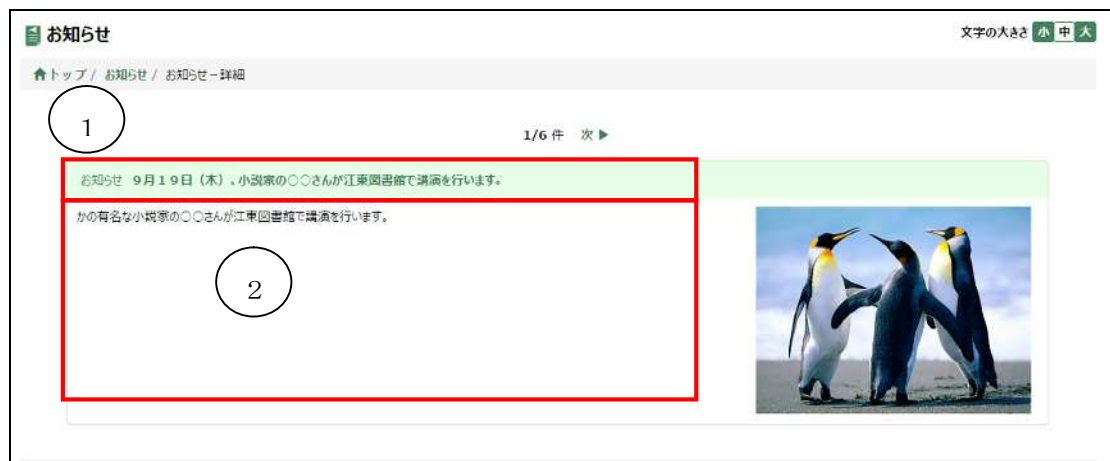 お知らせ
文字の大きさ 小 中 大
トップ / お知らせ / お知らせ－詳細
1
1/6 件 次 ▶
お知らせ 9月19日（木）、小説家の〇〇さんが江東図書館で講演を行います。
かの有名な小説家の〇〇さんが江東図書館で講演を行います。
2